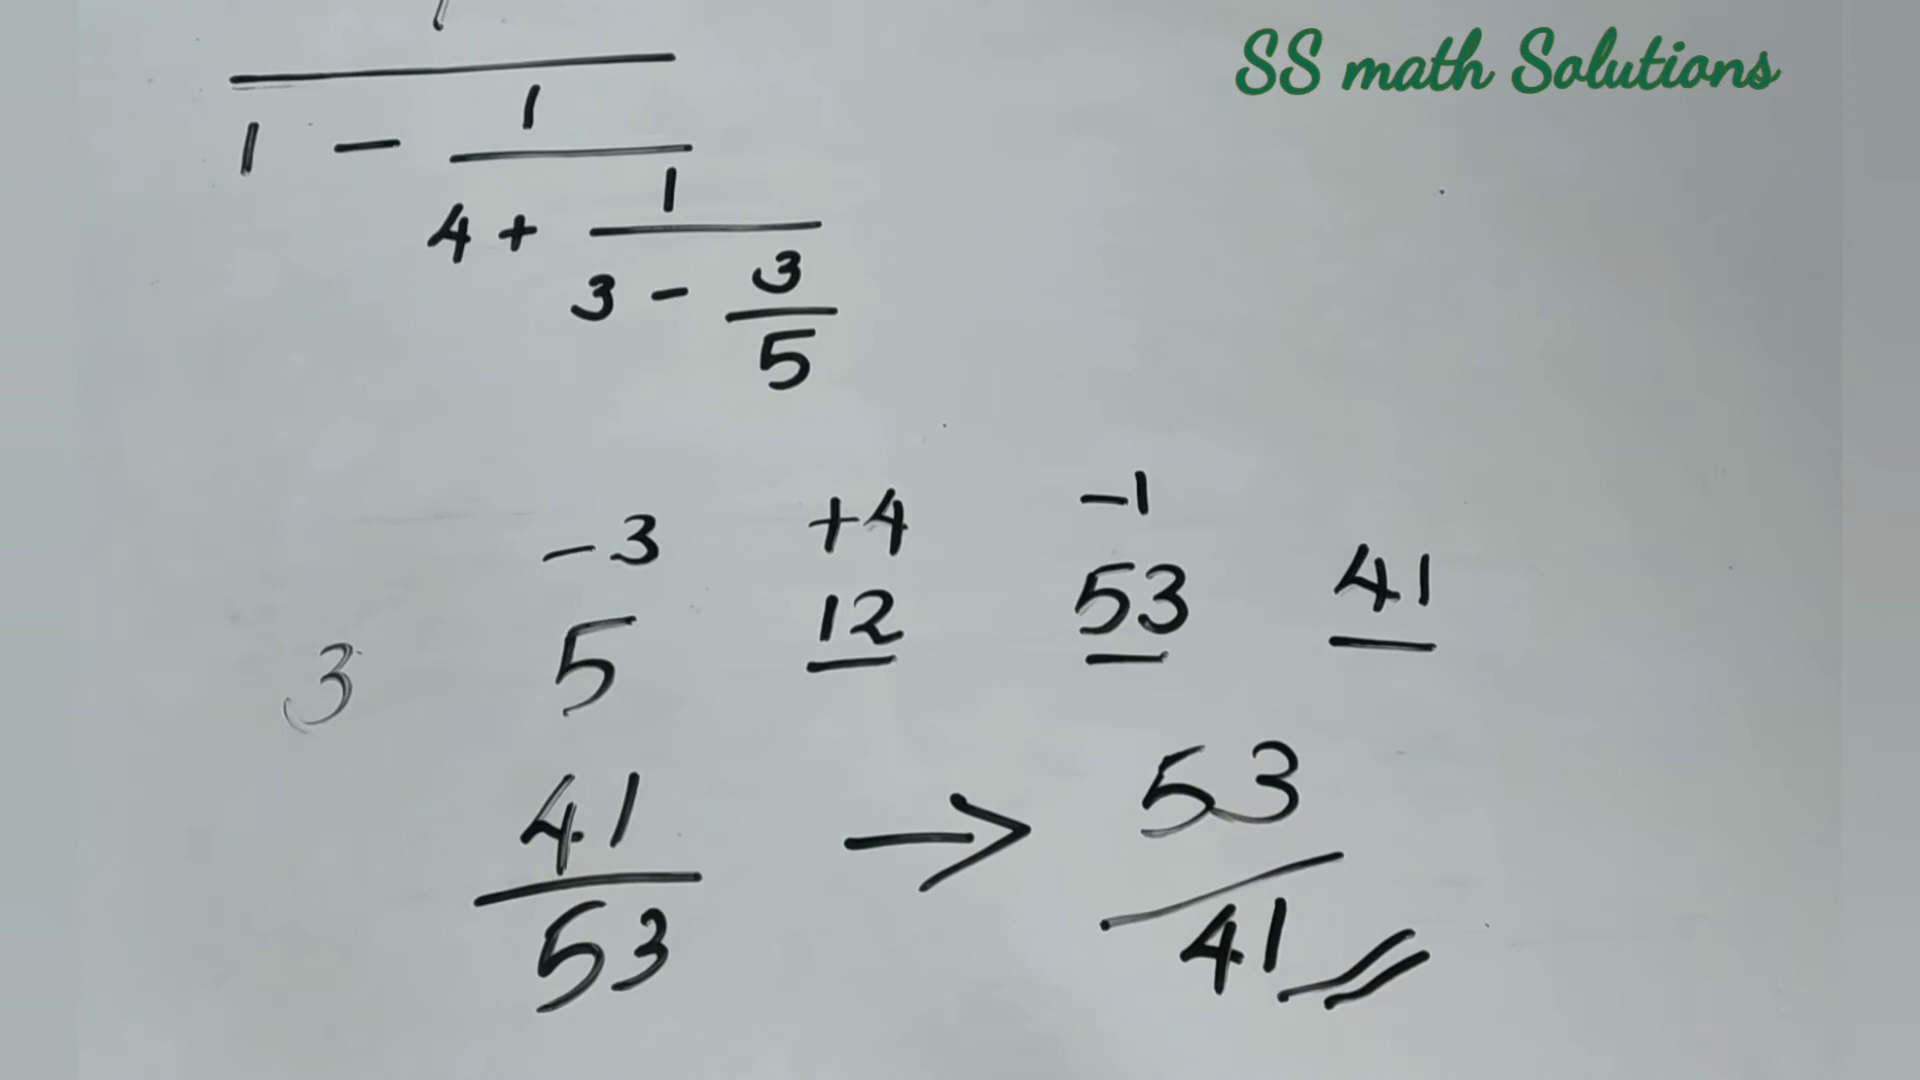 SS math Solutions
1
1 - 1
4 + 1
3 - 3
5
-3 +4 -1
3 5 12 53 41
41 → 53
53 41